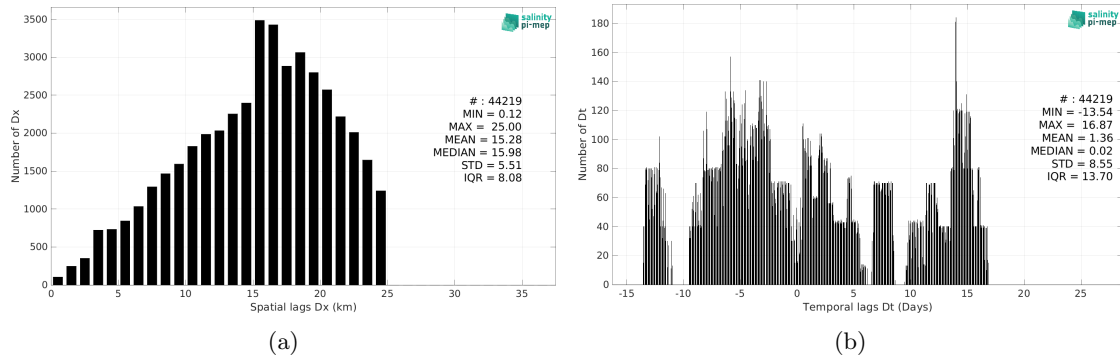 3500
3000
2500
2000
1500
1000
500
0
Number of Dx
0 5 10 15 20 25 30 35
Spatial lags Dx (km)
salinity
pi-mep
# : 44219
MIN = 0.12
MAX = 25.00
MEAN = 15.28
MEDIAN = 15.98
STD = 5.51
IQR = 8.08
(a)
180
160
140
120
100
80
60
40
20
0
Number of Dt
-15 -10 -5 0 5 10 15 20 25
Temporal lags Dt (Days)
salinity
pi-mep
# : 44219
MIN = -13.54
MAX = 16.87
MEAN = 1.36
MEDIAN = 0.02
STD = 8.55
IQR = 13.70
(b)